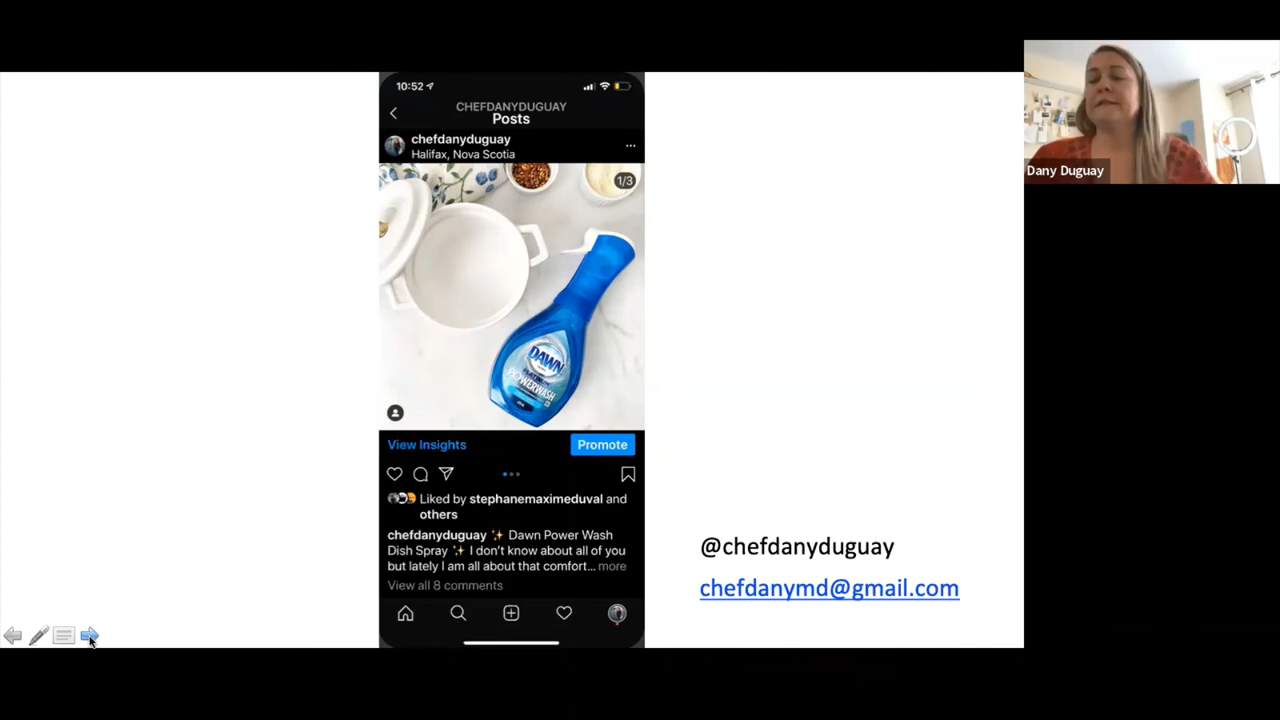 10:52
CHEFDANYDUGUAY
Posts
chefdanyduguay
Halifax, Nova Scotia
1/3
DAWN
PLATINUM
POWERWASH
View Insights
Promote
Liked by stephanemaximeduval and
others
chefdanyduguay ✨ Dawn Power Wash
Dish Spray ✨ I don't know about all of you
but lately I am all about that comfort... more
View all 8 comments
@chefdanyduguay
chefdanymd@gmail.com
Dany Duguay